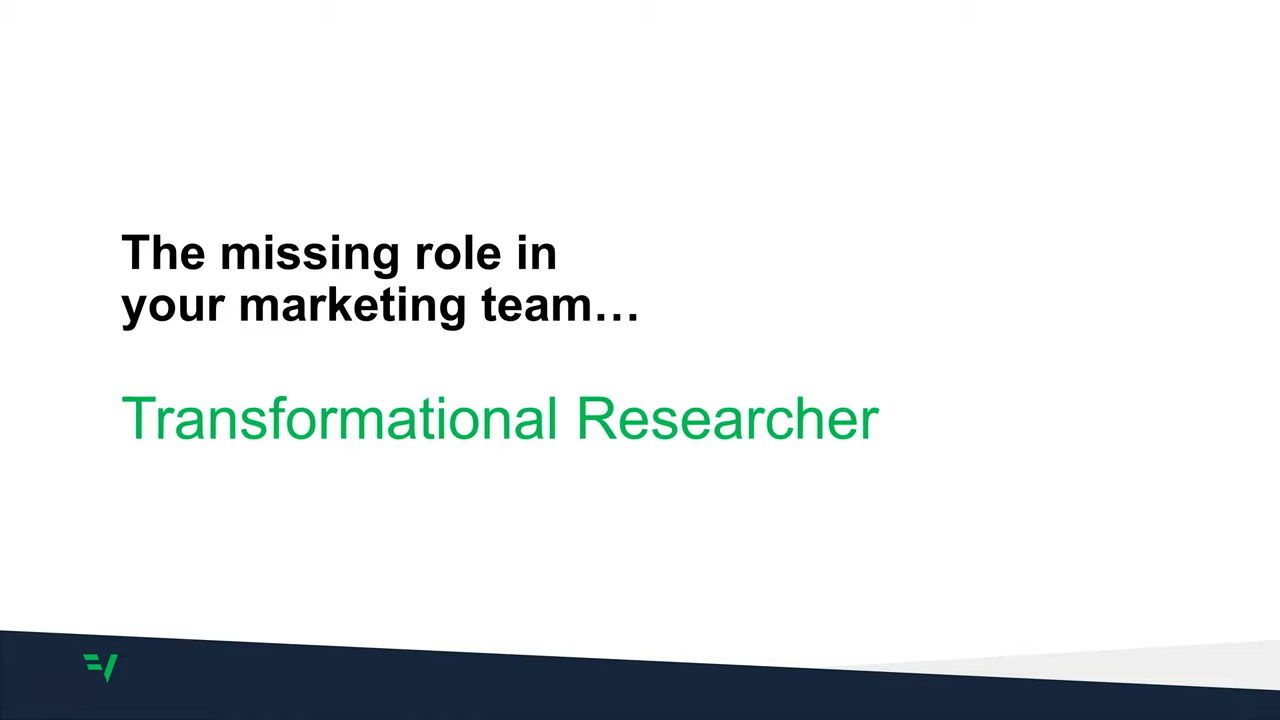 The missing role in
your marketing team…
Transformational Researcher